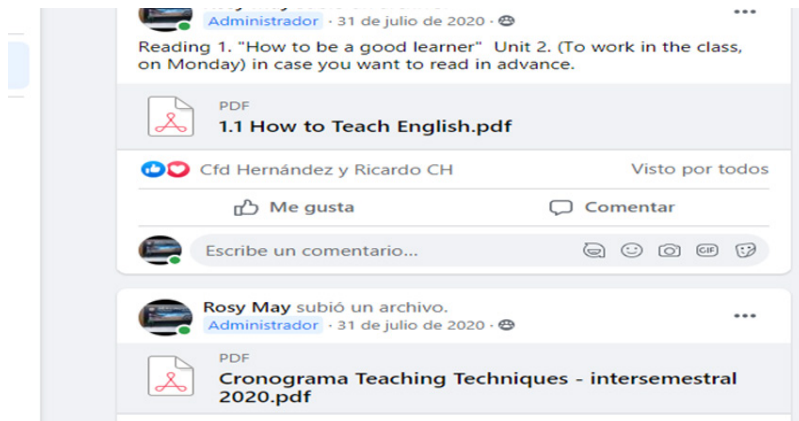 Administrador · 31 de julio de 2020 ·
Reading 1. "How to be a good learner" Unit 2. (To work in the class,
on Monday) in case you want to read in advance.
PDF
1.1 How to Teach English.pdf
Cfd Hernández y Ricardo CH Visto por todos
Me gusta Comentar
Escribe un comentario... GIF
Rosy May subió un archivo.
Administrador · 31 de julio de 2020 ·
PDF
Cronograma Teaching Techniques - intersemestral
2020.pdf